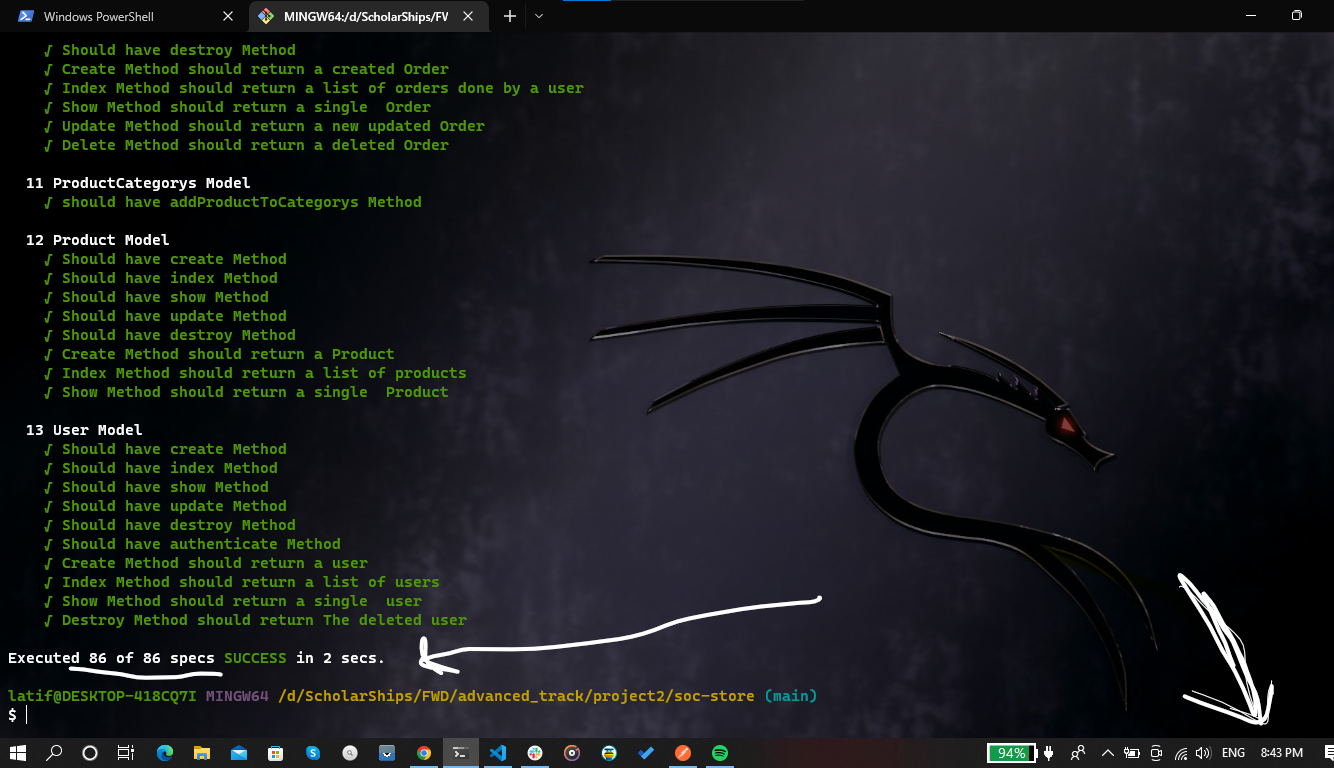 Windows PowerShell
MINGW64:/d/ScholarShips/FW
√ Should have destroy Method
√ Create Method should return a created Order
√ Index Method should return a list of orders done by a user
√ Show Method should return a single  Order
√ Update Method should return a new updated Order
√ Delete Method should return a deleted Order
11 ProductCategorys Model
√ should have addProductToCategorys Method
12 Product Model
√ Should have create Method
√ Should have index Method
√ Should have show Method
√ Should have update Method
√ Should have destroy Method
√ Create Method should return a Product
√ Index Method should return a list of products
√ Show Method should return a single  Product
13 User Model
√ Should have create Method
√ Should have index Method
√ Should have show Method
√ Should have update Method
√ Should have destroy Method
√ Should have authenticate Method
√ Create Method should return a user
√ Index Method should return a list of users
√ Show Method should return a single  user
√ Destroy Method should return The deleted user
Executed 86 of 86 specs SUCCESS in 2 secs.
latif@DESKTOP-418CQ7I MINGW64 /d/ScholarShips/FWD/advanced_track/project2/soc-store (main)
$
94% ENG 8:43 PM